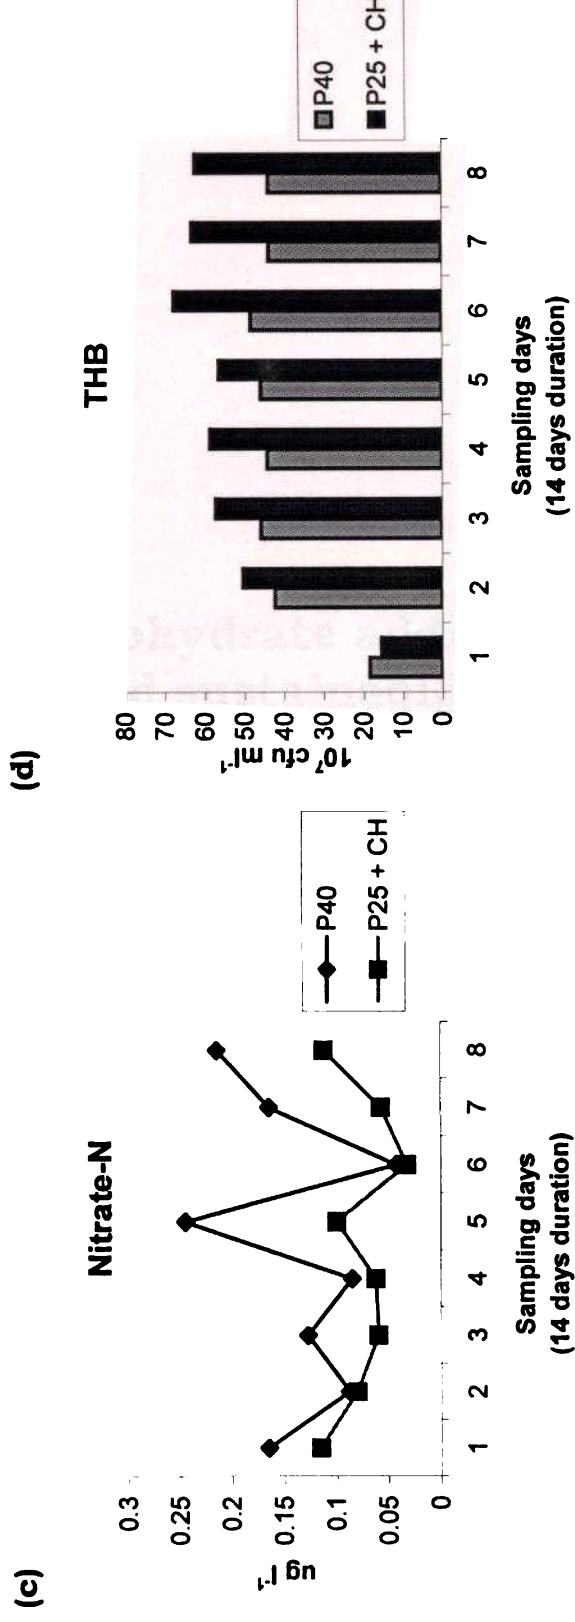 (c)
Nitrate-N
ug l-1
0.3
0.25
0.2
0.15
0.1
0.05
0
1 2 3 4 5 6 7 8
Sampling days
(14 days duration)
P40
P25 + CH
(d)
THB
10^7 cfu ml-1
80
70
60
50
40
30
20
10
0
1 2 3 4 5 6 7 8
Sampling days
(14 days duration)
P40
P25 + CH
ohydrate